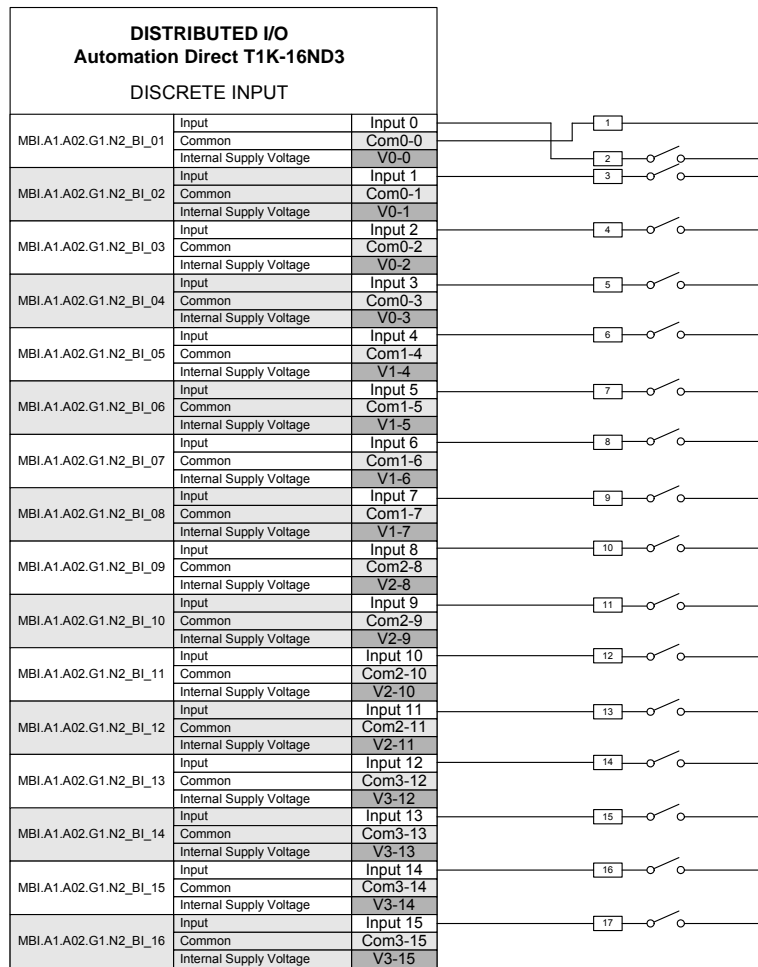 DISTRIBUTED I/O
Automation Direct T1K-16ND3
DISCRETE INPUT
MBI.A1.A02.G1.N2_BI_01
Input Input 0
Common Com0-0
Internal Supply Voltage V0-0
1
2
MBI.A1.A02.G1.N2_BI_02
Input Input 1 3
Common Com0-1
Internal Supply Voltage V0-1
MBI.A1.A02.G1.N2_BI_03
Input Input 2 4
Common Com0-2
Internal Supply Voltage V0-2
MBI.A1.A02.G1.N2_BI_04
Input Input 3 5
Common Com0-3
Internal Supply Voltage V0-3
MBI.A1.A02.G1.N2_BI_05
Input Input 4 6
Common Com1-4
Internal Supply Voltage V1-4
MBI.A1.A02.G1.N2_BI_06
Input Input 5 7
Common Com1-5
Internal Supply Voltage V1-5
MBI.A1.A02.G1.N2_BI_07
Input Input 6 8
Common Com1-6
Internal Supply Voltage V1-6
MBI.A1.A02.G1.N2_BI_08
Input Input 7 9
Common Com1-7
Internal Supply Voltage V1-7
MBI.A1.A02.G1.N2_BI_09
Input Input 8 10
Common Com2-8
Internal Supply Voltage V2-8
MBI.A1.A02.G1.N2_BI_10
Input Input 9 11
Common Com2-9
Internal Supply Voltage V2-9
MBI.A1.A02.G1.N2_BI_11
Input Input 10 12
Common Com2-10
Internal Supply Voltage V2-10
MBI.A1.A02.G1.N2_BI_12
Input Input 11 13
Common Com2-11
Internal Supply Voltage V2-11
MBI.A1.A02.G1.N2_BI_13
Input Input 12 14
Common Com3-12
Internal Supply Voltage V3-12
MBI.A1.A02.G1.N2_BI_14
Input Input 13 15
Common Com3-13
Internal Supply Voltage V3-13
MBI.A1.A02.G1.N2_BI_15
Input Input 14 16
Common Com3-14
Internal Supply Voltage V3-14
MBI.A1.A02.G1.N2_BI_16
Input Input 15 17
Common Com3-15
Internal Supply Voltage V3-15